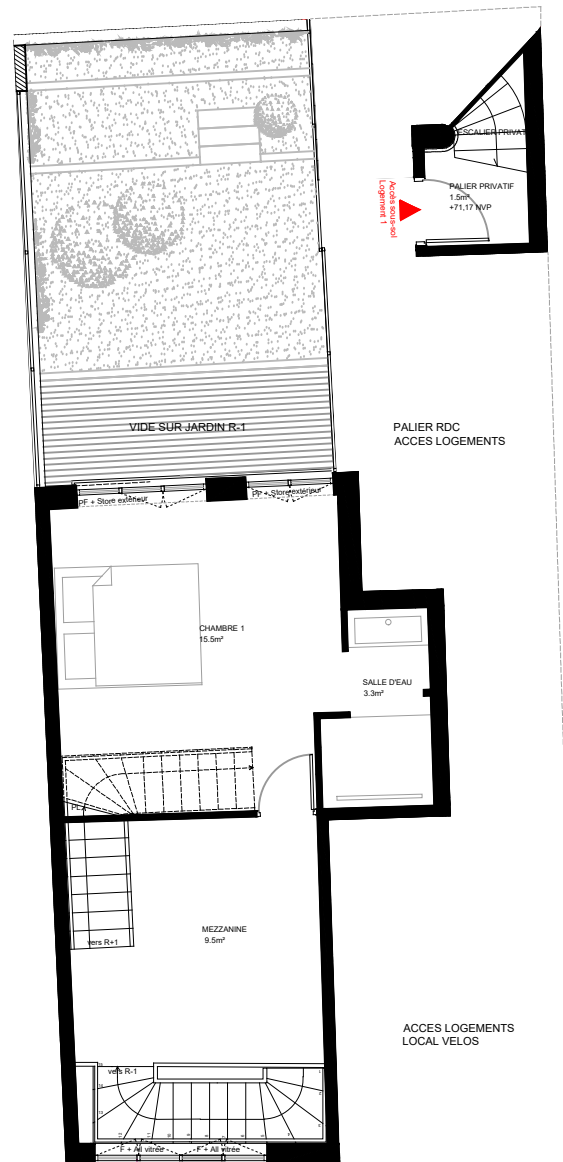 ESCALIER PRIVAT
PALIER PRIVATIF
1.5m²
+71,17 NVP
Accès sous-sol
Logement 1
VIDE SUR JARDIN R-1
PALIER RDC
ACCES LOGEMENTS
PF + Store extérieur
PF + Store extérieur
CHAMBRE 1
15.5m²
SALLE D'EAU
3.3m²
PL
MEZZANINE
9.5m²
vers R+1
ACCES LOGEMENTS
LOCAL VELOS
vers R-1
F + All vitrée
F + All vitrée